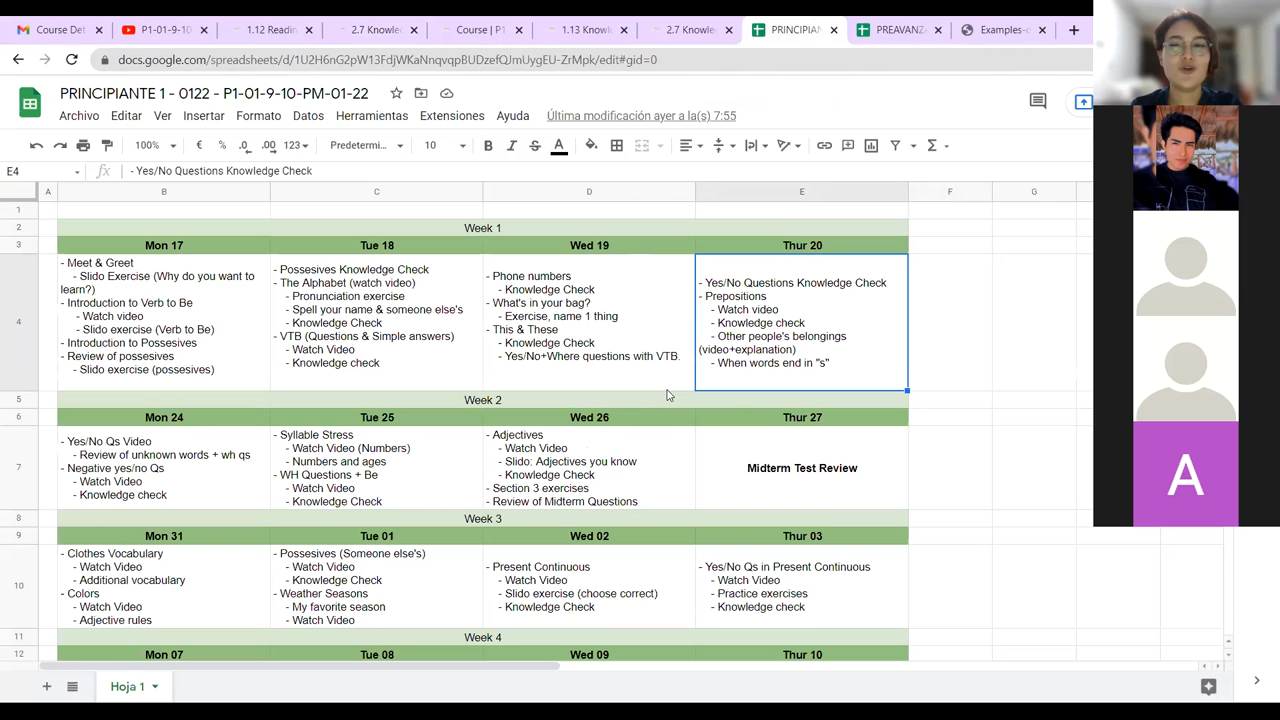 Course Det
P1-01-9-10-
1.12 Readin
2.7 Knowled
Course | P1
1.13 Knowl
2.7 Knowle
PRINCIPIAN
PREAVANZ
Examples-c
docs.google.com/spreadsheets/d/1U2H6nG2pW13FdjWKaNnqvqpBUDzefQJmUygEU-ZrMpk/edit#gid=0
PRINCIPIANTE 1 - 0122 - P1-01-9-10-PM-01-22
Archivo Editar Ver Insertar Formato Datos Herramientas Extensiones Ayuda Última modificación ayer a la(s) 7:55
100% € % .0 .00 123 Predetermi... 10 B I S A Σ
E4 fx - Yes/No Questions Knowledge Check
A B C D E F G
1
2 Week 1
3 Mon 17 Tue 18 Wed 19 Thur 20
4
- Meet & Greet
- Slido Exercise (Why do you want to
learn?)
- Introduction to Verb to Be
- Watch video
- Slido exercise (Verb to Be)
- Introduction to Possesives
- Review of possesives
- Slido exercise (possesives)
- Possesives Knowledge Check
- The Alphabet (watch video)
- Pronunciation exercise
- Spell your name & someone else's
- Knowledge Check
- VTB (Questions & Simple answers)
- Watch Video
- Knowledge check
- Phone numbers
- Knowledge Check
- What's in your bag?
- Exercise, name 1 thing
- This & These
- Knowledge Check
- Yes/No+Where questions with VTB.
- Yes/No Questions Knowledge Check
- Prepositions
- Watch video
- Knowledge check
- Other people's belongings
(video+explanation)
- When words end in "s"
5 Week 2
6 Mon 24 Tue 25 Wed 26 Thur 27
7
- Yes/No Qs Video
- Review of unknown words + wh qs
- Negative yes/no Qs
- Watch Video
- Knowledge check
- Syllable Stress
- Watch Video (Numbers)
- Numbers and ages
- WH Questions + Be
- Watch Video
- Knowledge Check
- Adjectives
- Watch Video
- Slido: Adjectives you know
- Knowledge Check
- Section 3 exercises
- Review of Midterm Questions
Midterm Test Review
8 Week 3
9 Mon 31 Tue 01 Wed 02 Thur 03
10
- Clothes Vocabulary
- Watch Video
- Additional vocabulary
- Colors
- Watch Video
- Adjective rules
- Possesives (Someone else's)
- Watch Video
- Knowledge Check
- Weather Seasons
- My favorite season
- Watch Video
- Present Continuous
- Watch Video
- Slido exercise (choose correct)
- Knowledge Check
- Yes/No Qs in Present Continuous
- Watch Video
- Practice exercises
- Knowledge check
11 Week 4
12 Mon 07 Tue 08 Wed 09 Thur 10
Hoja 1
A